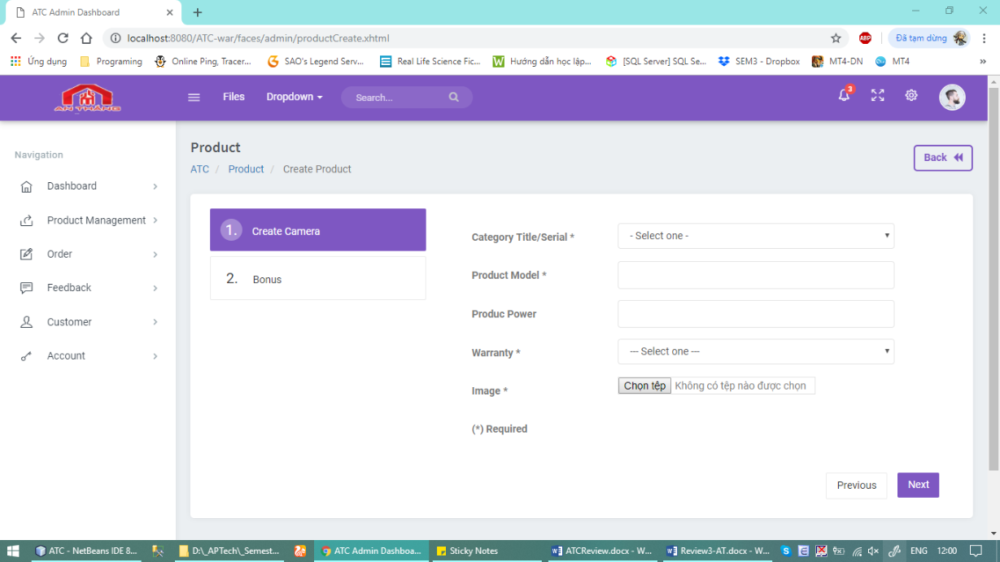 ATC Admin Dashboard
localhost:8080/ATC-war/faces/admin/productCreate.xhtml
ABP
Đã tạm dừng
Ứng dụng
Programing
Online Ping, Tracer...
SAO's Legend Serv...
Real Life Science Fic...
Hướng dẫn học lập...
[SQL Server] SQL Se...
SEM3 - Dropbox
MT4-DN
MT4
AN THẮNG
Files
Dropdown
Search...
3
Navigation
Dashboard
Product Management
Order
Feedback
Customer
Account
Product
ATC / Product / Create Product
Back
1. Create Camera
2. Bonus
Category Title/Serial *
- Select one -
Product Model *
Produc Power
Warranty *
--- Select one ---
Image *
Chọn tệp Không có tệp nào được chọn
(*) Required
Previous
Next
ATC - NetBeans IDE 8...
D:\_APTech\_Semest...
ATC Admin Dashboa...
Sticky Notes
ATCReview.docx - W...
Review3-AT.docx - W...
ENG
12:00